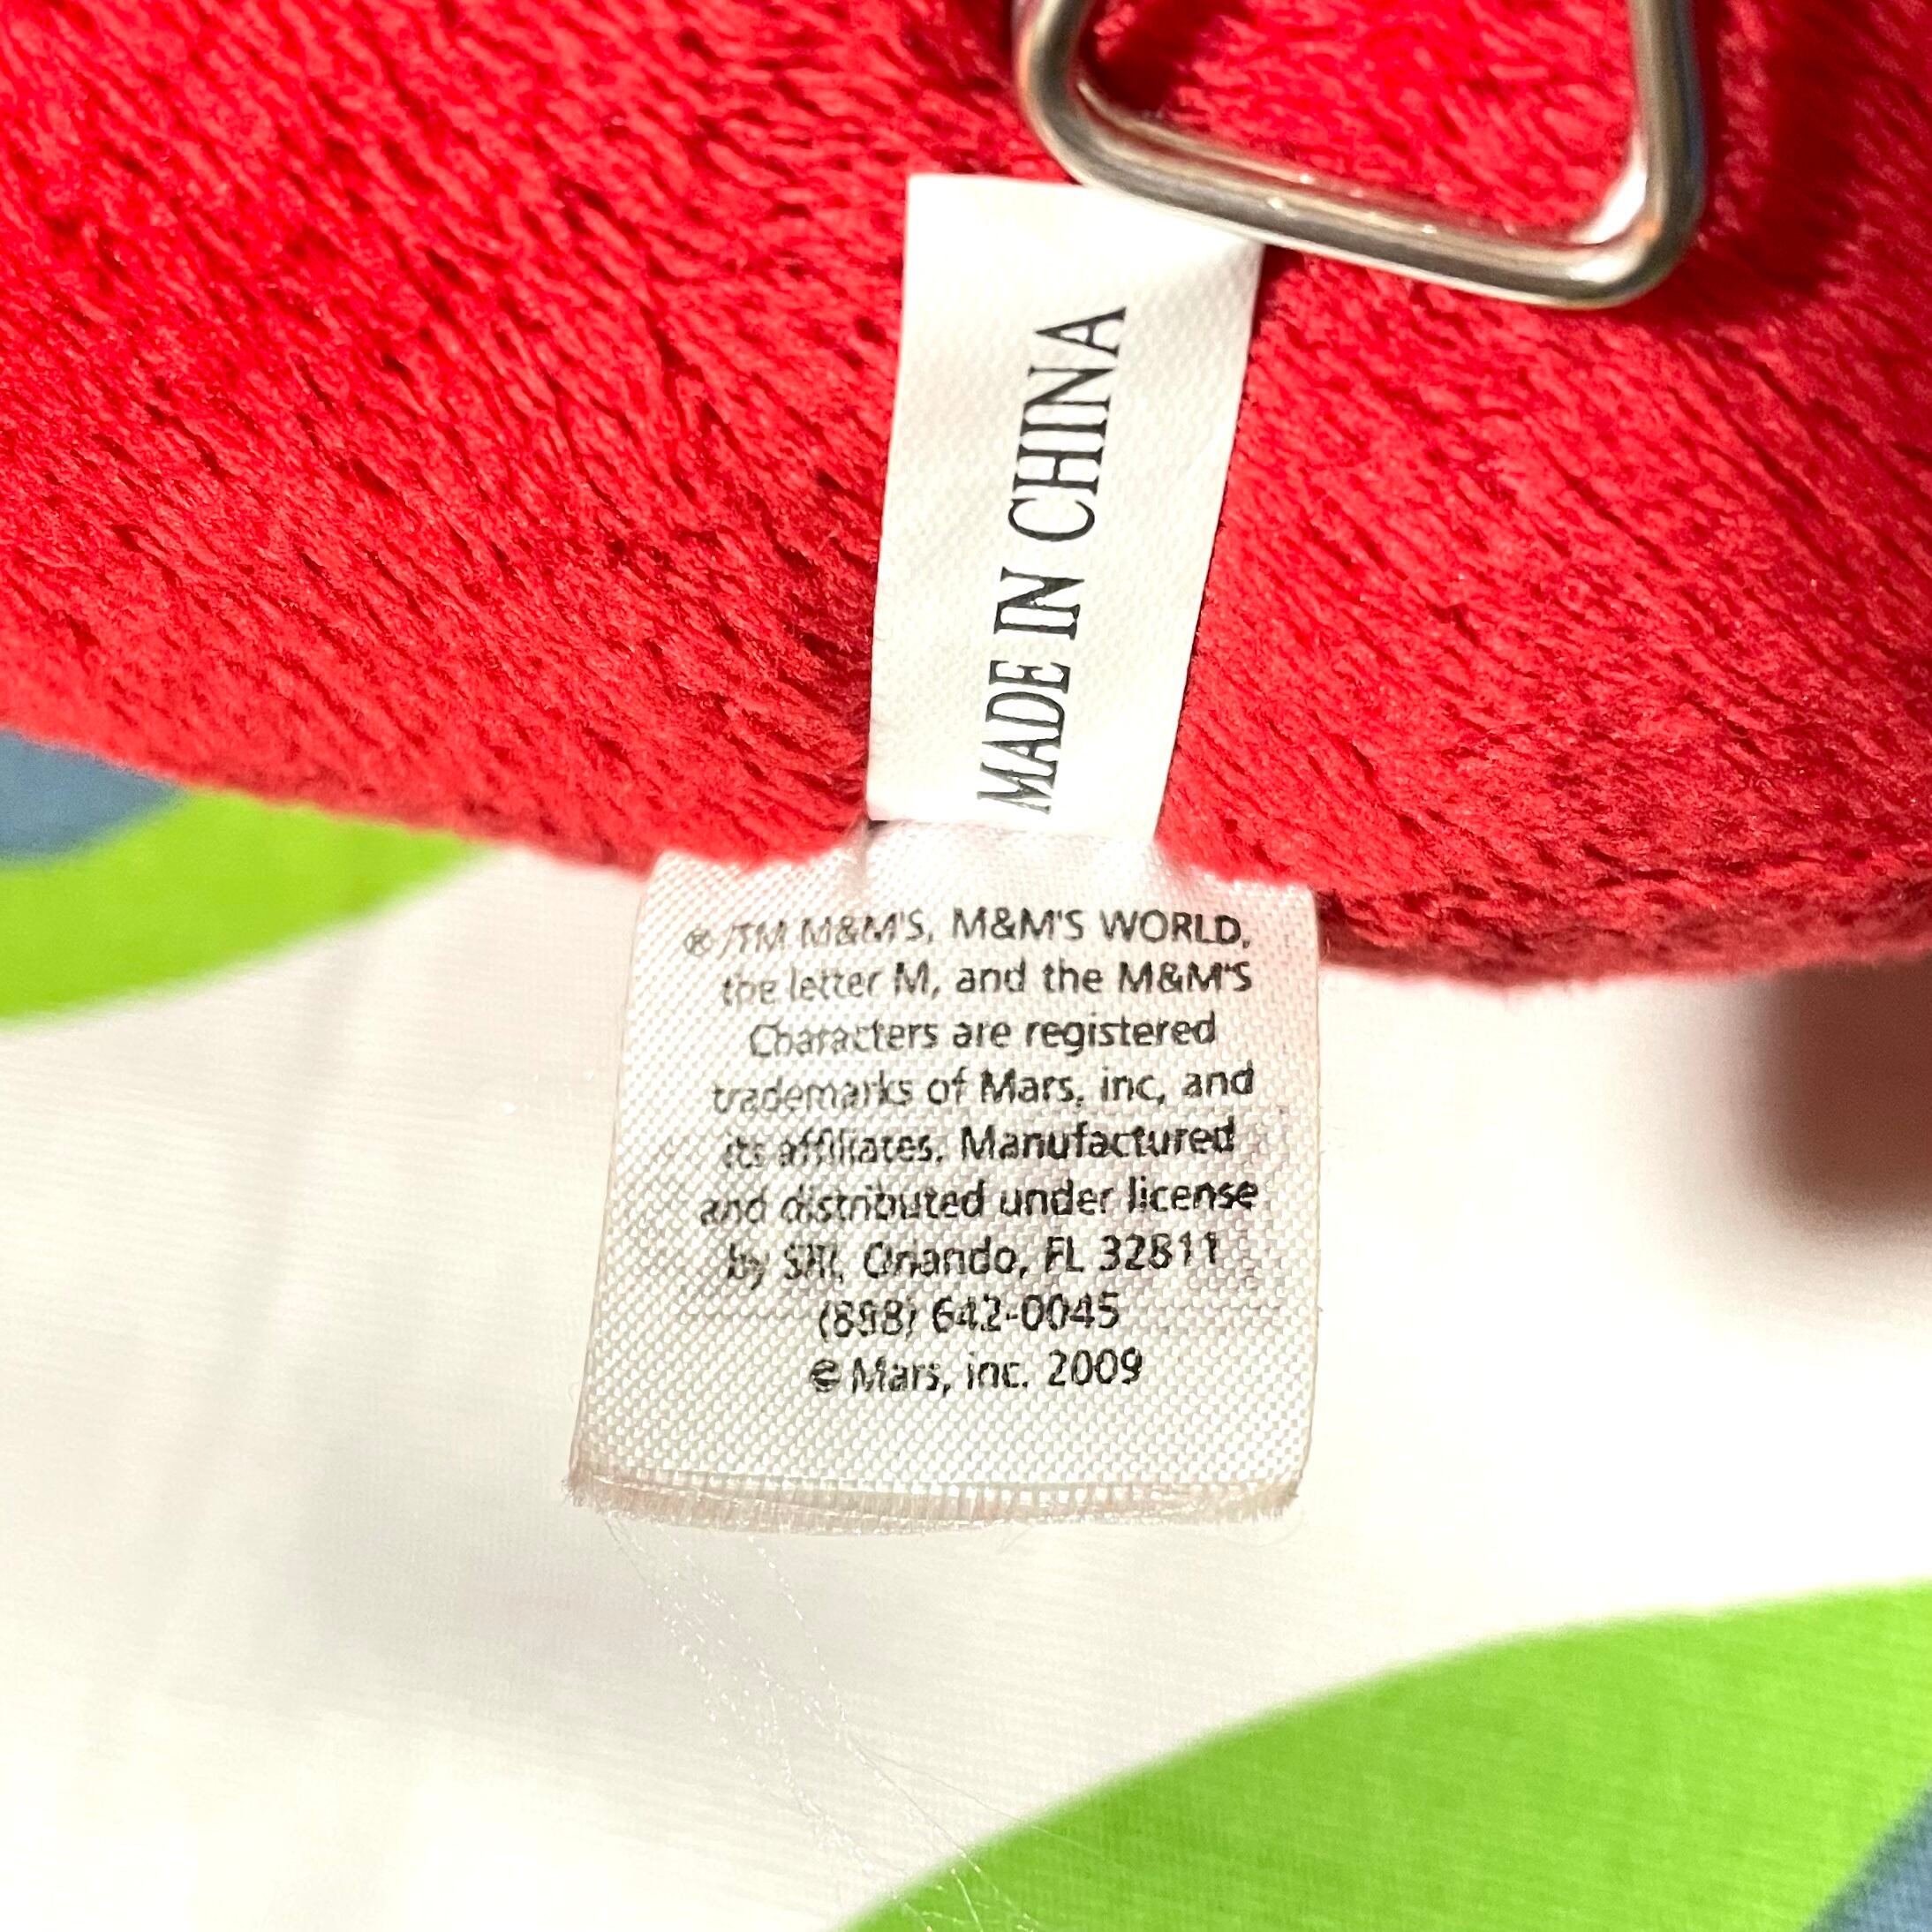 MADE IN CHINA
®/TM M&M'S, M&M'S WORLD,
the letter M, and the M&M'S
Characters are registered
trademarks of Mars, inc, and
its affiliates. Manufactured
and distributed under license
by Orlando, FL 32811
(888) 642-0045
© Mars, inc. 2009